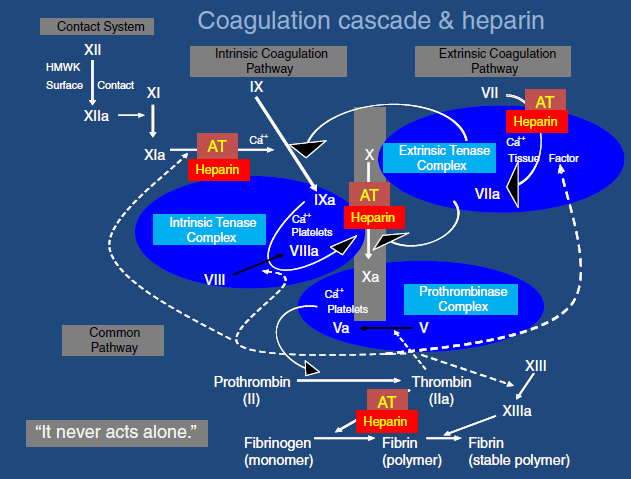 Coagulation cascade & heparin
Contact System
XII
HMWK
Surface
Contact
XIIa
XI
XIa
AT
Heparin
Ca++
Intrinsic Coagulation
Pathway
IX
Extrinsic Coagulation
Pathway
VII
AT
Heparin
Ca++
Tissue Factor
VIIa
Extrinsic Tenase
Complex
X
AT
Heparin
Xa
IXa
Ca++
Platelets
VIIIa
Intrinsic Tenase
Complex
VIII
Prothrombinase
Complex
Ca++
Platelets
Va
V
Common
Pathway
Prothrombin
(II)
Thrombin
(IIa)
XIII
XIIIa
AT
Heparin
Fibrinogen
(monomer)
Fibrin
(polymer)
Fibrin
(stable polymer)
“It never acts alone.”